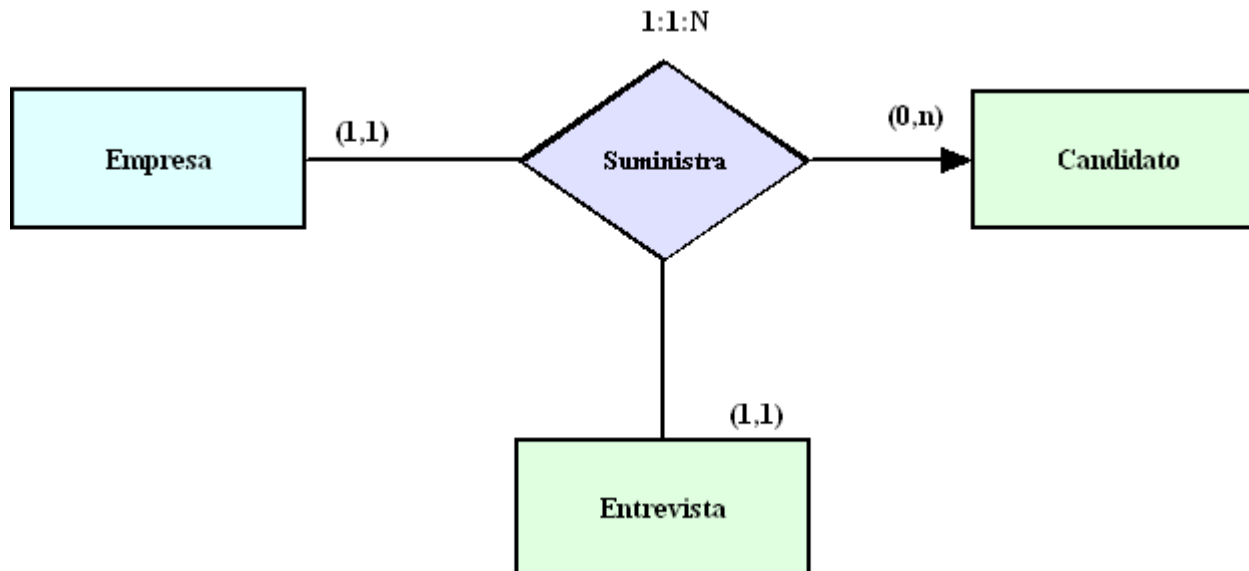 1:1:N
Empresa
(1,1)
Suministra
(0,n)
Candidato
(1,1)
Entrevista